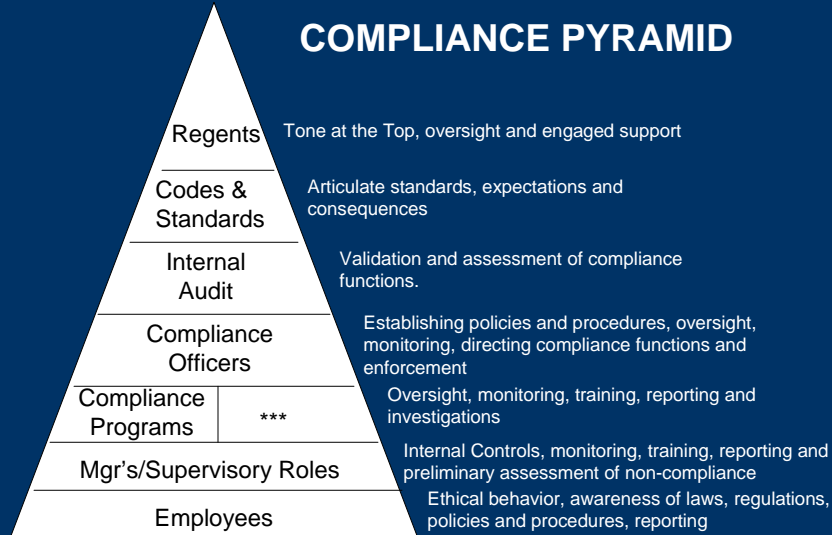 COMPLIANCE PYRAMID
Regents
Tone at the Top, oversight and engaged support
Codes &
Standards
Articulate standards, expectations and
consequences
Internal
Audit
Validation and assessment of compliance
functions.
Compliance
Officers
Establishing policies and procedures, oversight,
monitoring, directing compliance functions and
enforcement
Compliance
Programs
***
Oversight, monitoring, training, reporting and
investigations
Mgr's/Supervisory Roles
Internal Controls, monitoring, training, reporting and
preliminary assessment of non-compliance
Employees
Ethical behavior, awareness of laws, regulations,
policies and procedures, reporting